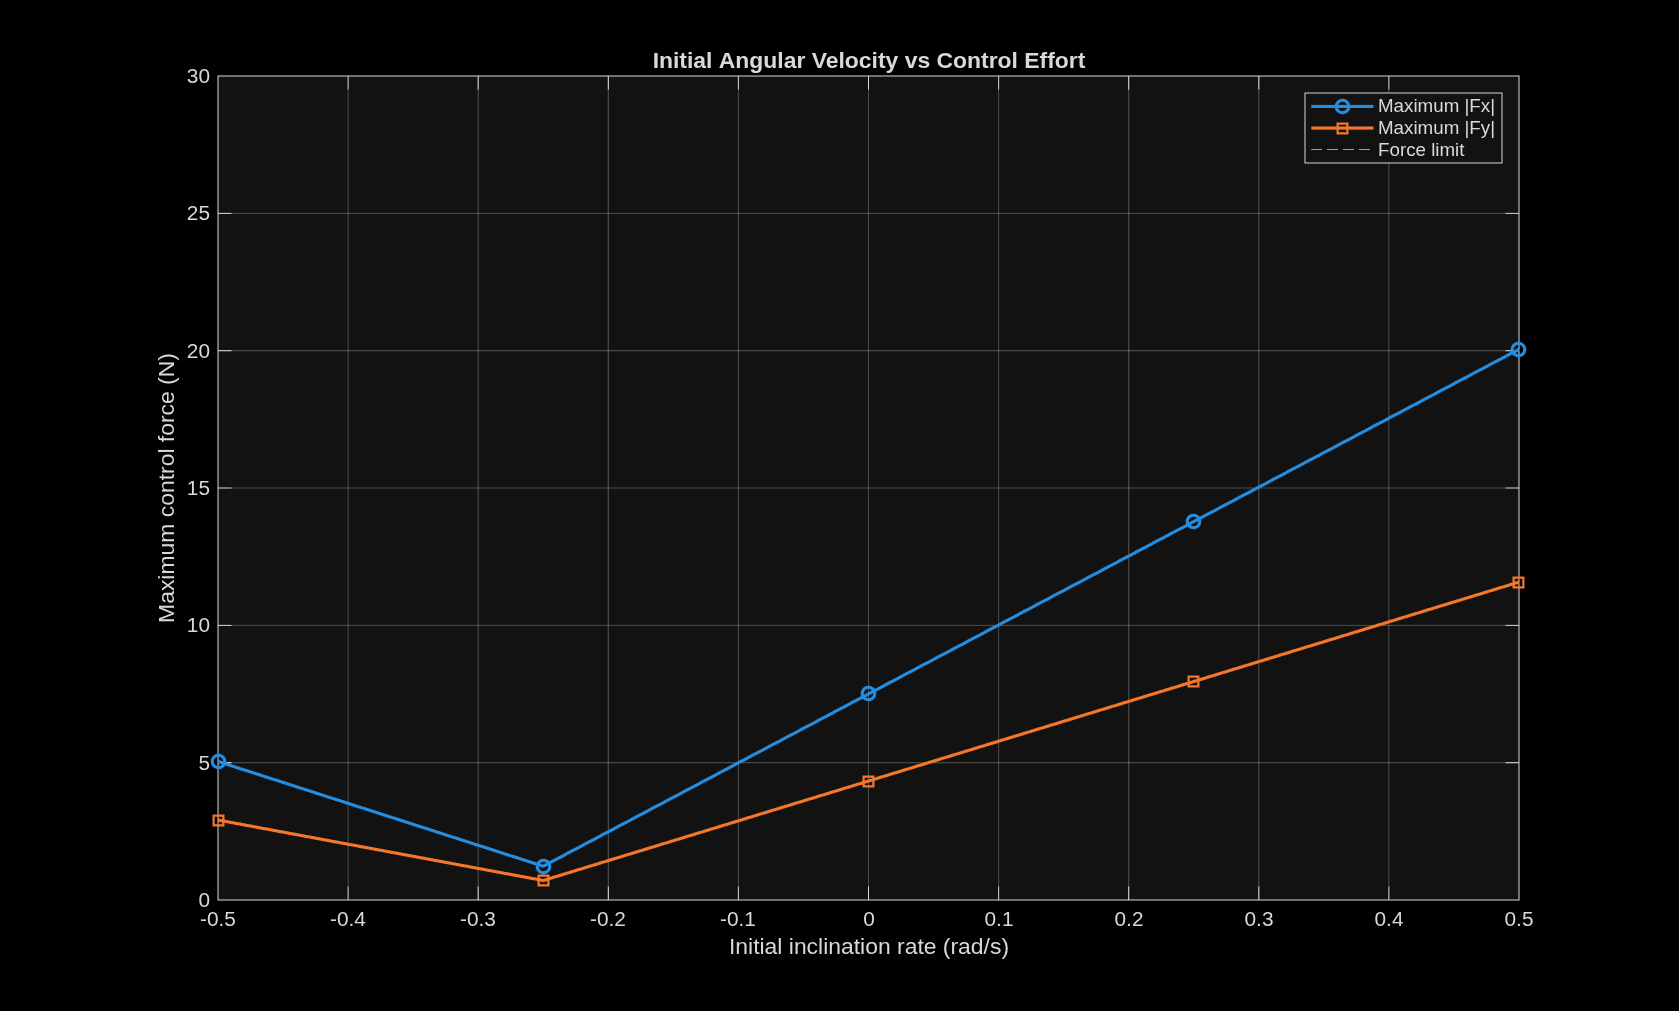 Initial Angular Velocity vs Control Effort
Maximum |Fx|
Maximum |Fy|
Force limit
30
25
20
15
10
5
0
Maximum control force (N)
-0.5 -0.4 -0.3 -0.2 -0.1 0 0.1 0.2 0.3 0.4 0.5
Initial inclination rate (rad/s)